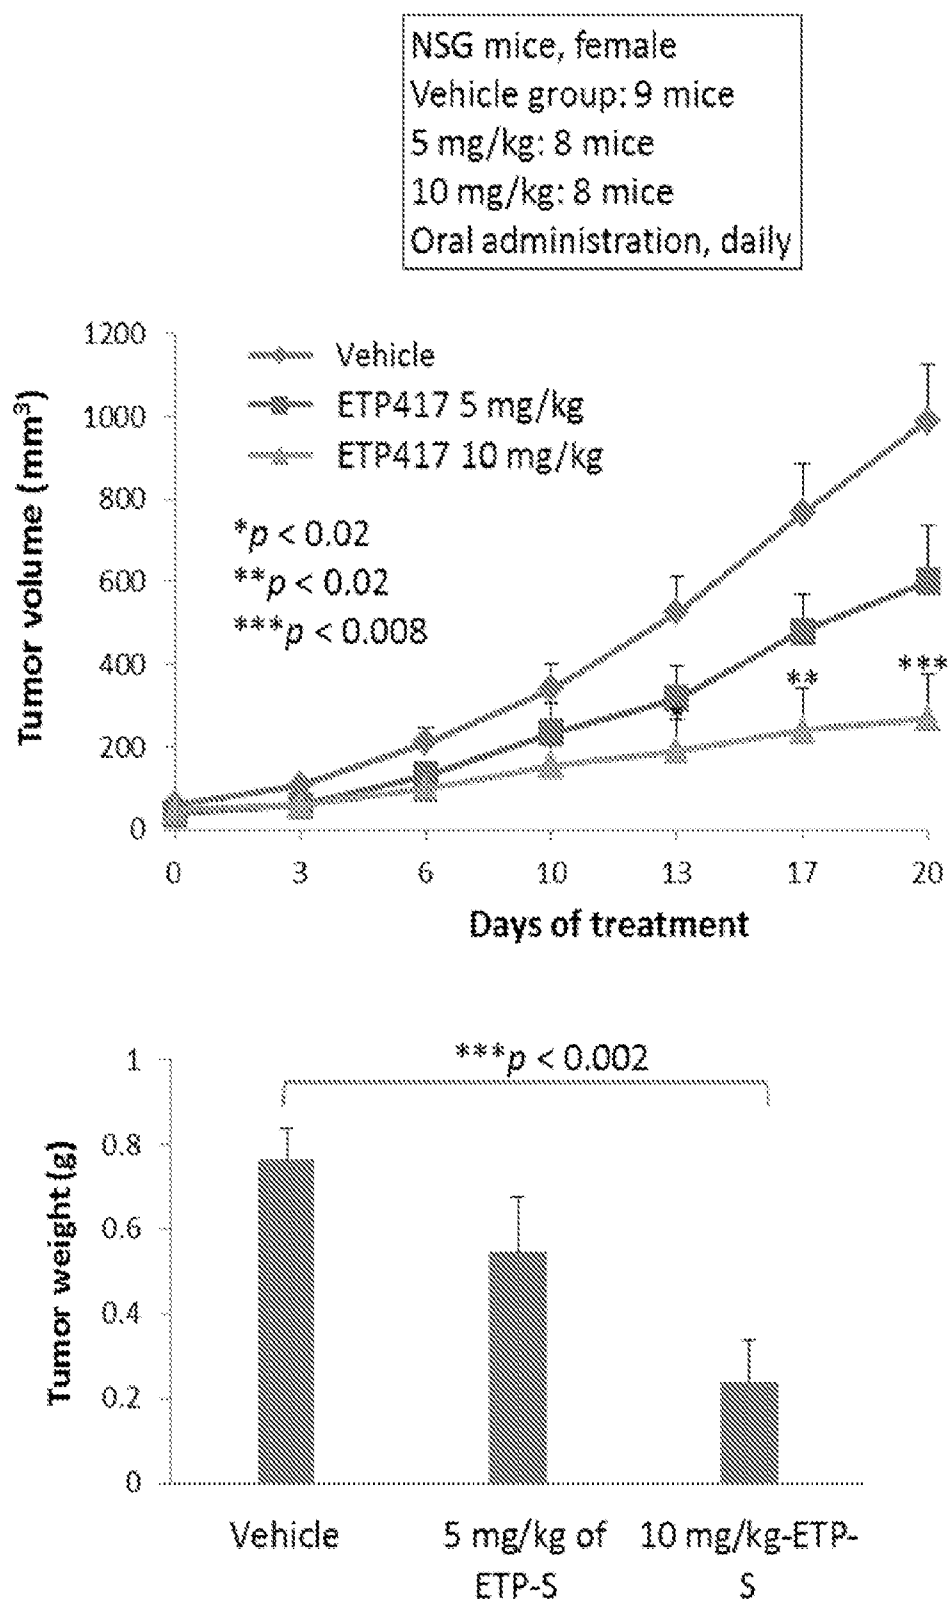 NSG mice, female
Vehicle group: 9 mice
5 mg/kg: 8 mice
10 mg/kg: 8 mice
Oral administration, daily
Tumor volume (mm³)
1200
1000
800
600
400
200
0
Vehicle
ETP417 5 mg/kg
ETP417 10 mg/kg
*p < 0.02
**p < 0.02
***p < 0.008
*
**
***
0 3 6 10 13 17 20
Days of treatment
Tumor weight (g)
1
0.8
0.6
0.4
0.2
0
***p < 0.002
Vehicle
5 mg/kg of
ETP-S
10 mg/kg-ETP-
S